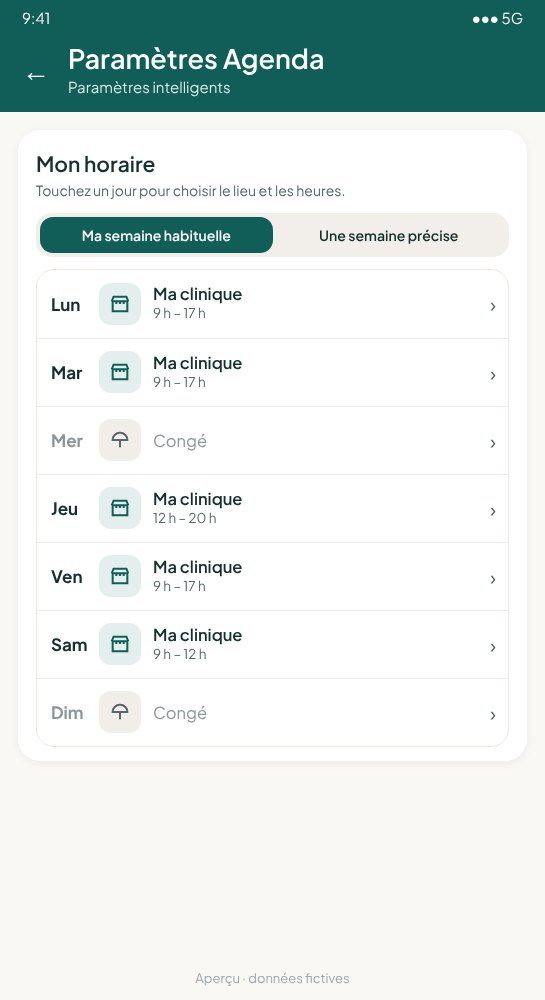 9:41
●●● 5G
←
Paramètres Agenda
Paramètres intelligents
Mon horaire
Touchez un jour pour choisir le lieu et les heures.
Ma semaine habituelle
Une semaine précise
Lun
Ma clinique
9 h – 17 h
›
Mar
Ma clinique
9 h – 17 h
›
Mer
Congé
›
Jeu
Ma clinique
12 h – 20 h
›
Ven
Ma clinique
9 h – 17 h
›
Sam
Ma clinique
9 h – 12 h
›
Dim
Congé
›
Aperçu · données fictives